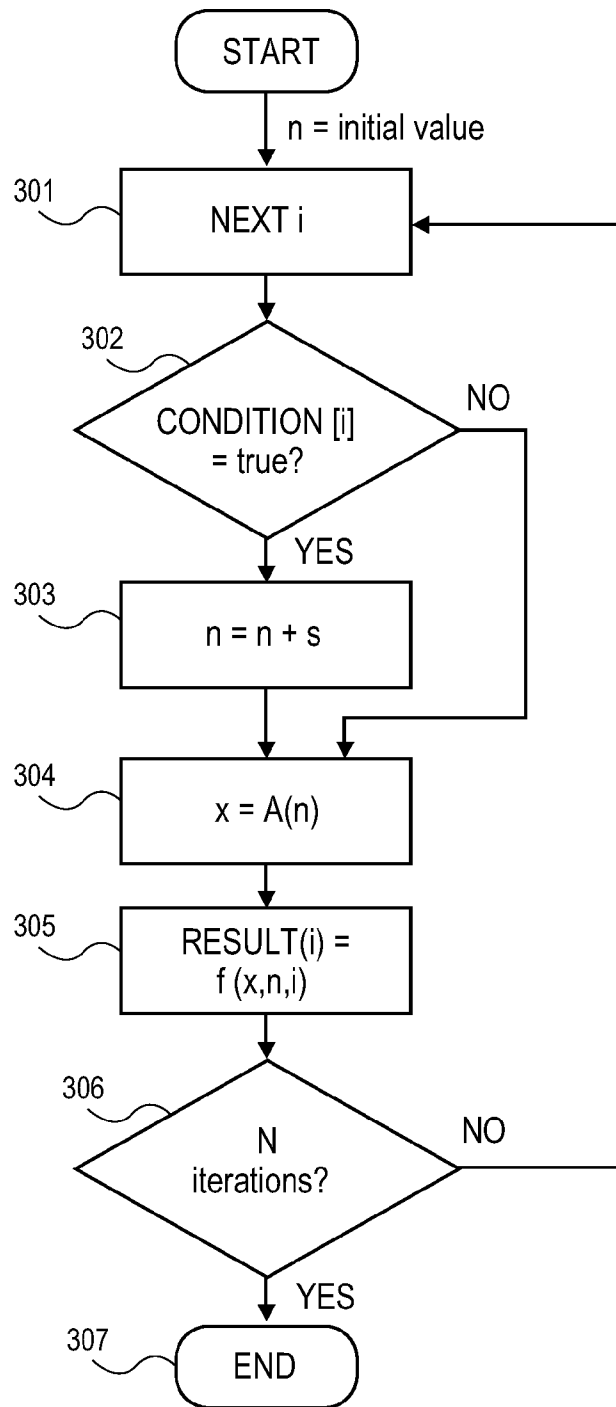 START
n = initial value
301
NEXT i
302
CONDITION [i]
= true?
NO
YES
303
n = n + s
304
x = A(n)
305
RESULT(i) =
f (x,n,i)
306
N
iterations?
NO
YES
307
END